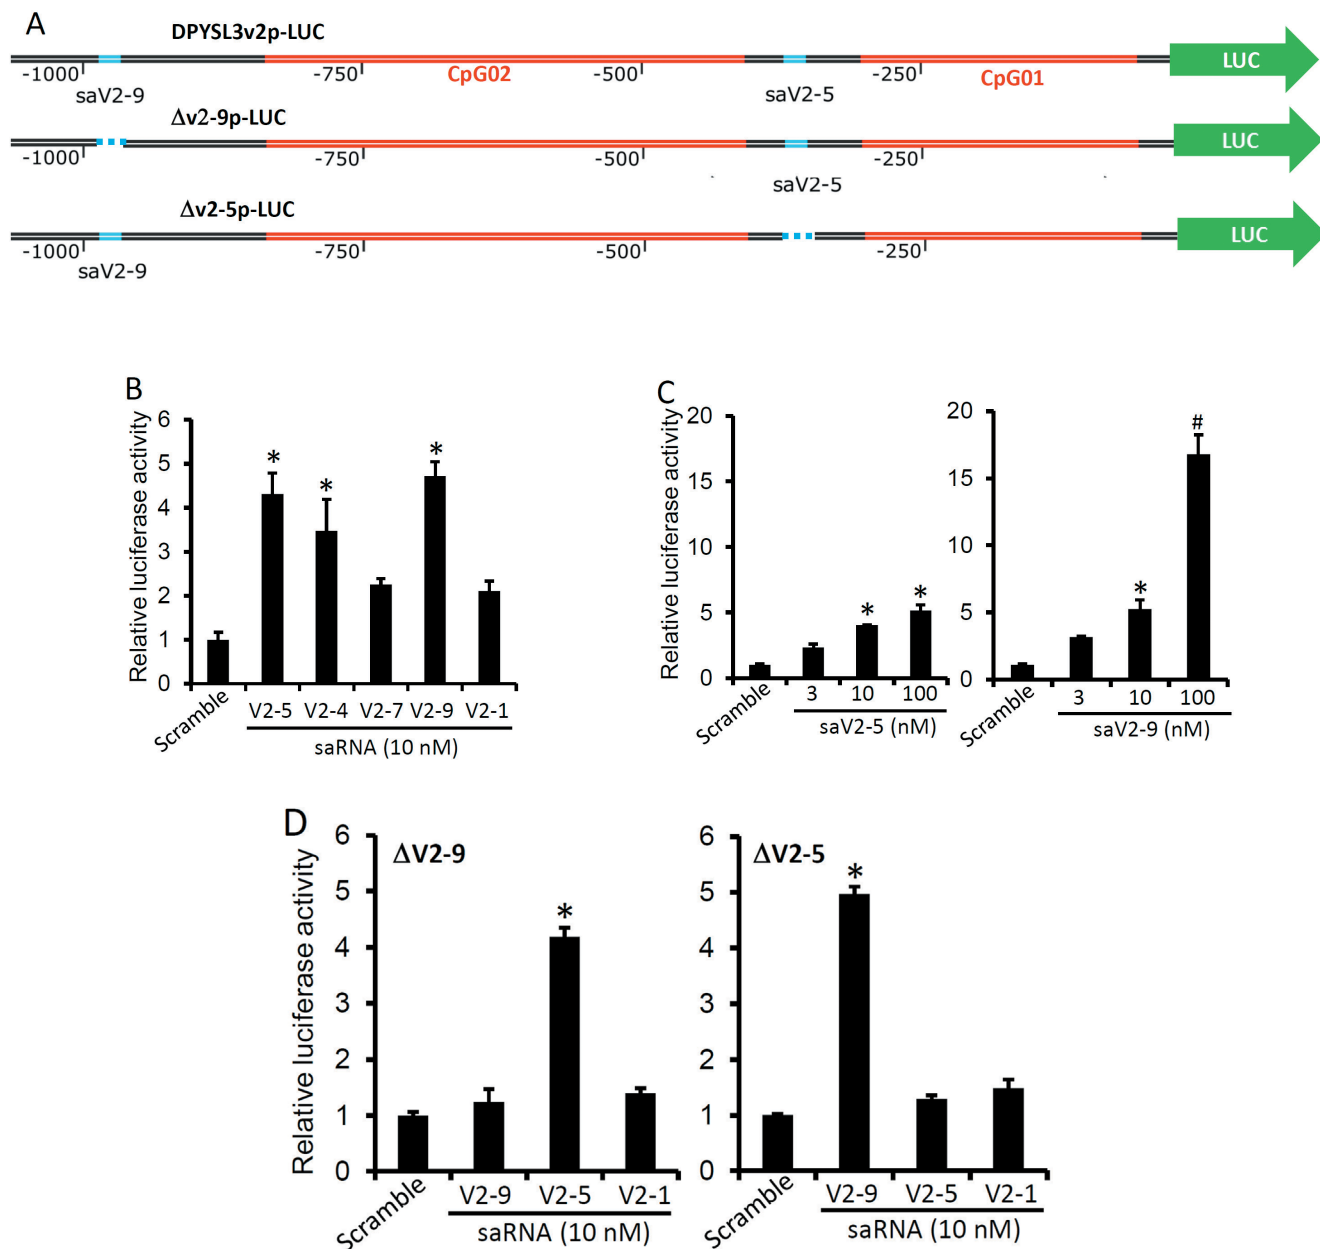 A
DPYSL3v2p-LUC
-1000 -750 CpG02 -500 -250 CpG01 LUC
saV2-9 saV2-5
Δv2-9p-LUC
-1000 -750 -500 -250 LUC
saV2-5
Δv2-5p-LUC
-1000 -750 -500 -250 LUC
saV2-9
B
Relative luciferase activity
6
5
4
3
2
1
0
* * *
Scramble V2-5 V2-4 V2-7 V2-9 V2-1
saRNA (10 nM)
C
Relative luciferase activity
20
15
10
5
0
* *
Scramble 3 10 100
saV2-5 (nM)
20
15
10
5
0
* #
Scramble 3 10 100
saV2-9 (nM)
D
Relative luciferase activity
ΔV2-9
6
5
4
3
2
1
0
*
Scramble V2-9 V2-5 V2-1
saRNA (10 nM)
ΔV2-5
6
5
4
3
2
1
0
*
Scramble V2-9 V2-5 V2-1
saRNA (10 nM)